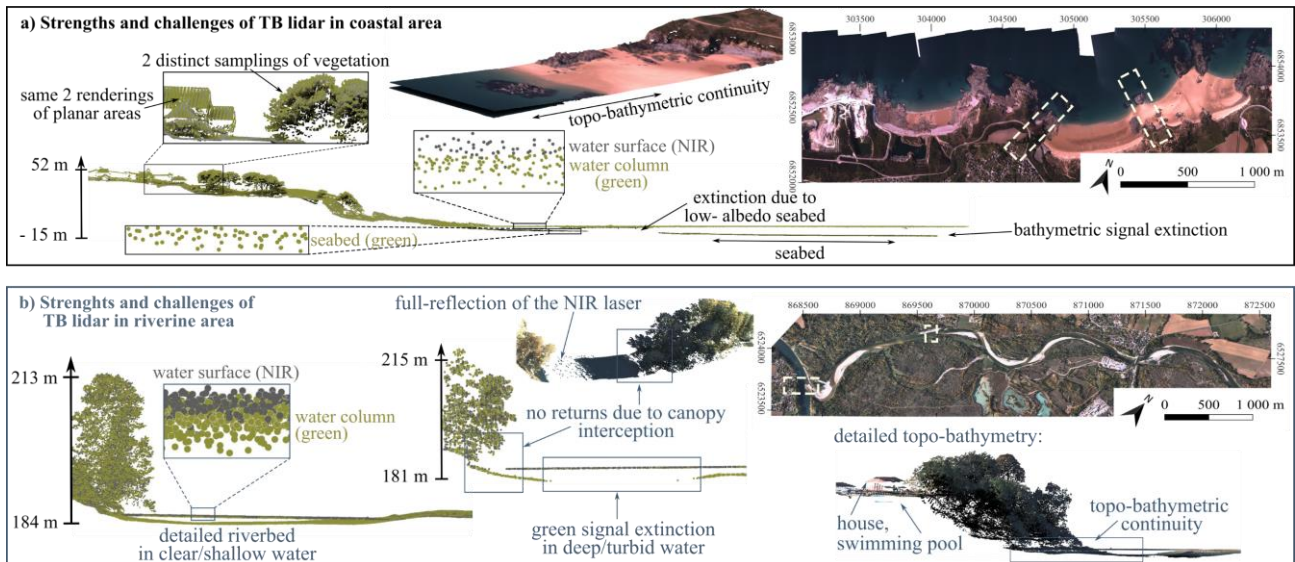 a) Strengths and challenges of TB lidar in coastal area
2 distinct samplings of vegetation
same 2 renderings
of planar areas
topo-bathymetric continuity
water surface (NIR)
water column
(green)
52 m
- 15 m
seabed (green)
extinction due to
low- albedo seabed
bathymetric signal extinction
seabed
303500 304000 304500 305000 305500 306000
6853000
6852500
6852000
6854000
6853500
N
0 500 1 000 m
b) Strenghts and challenges of
TB lidar in riverine area
213 m
184 m
water surface (NIR)
water column
(green)
detailed riverbed
in clear/shallow water
full-reflection of the NIR laser
215 m
181 m
no returns due to canopy
interception
green signal extinction
in deep/turbid water
868500 869000 869500 870000 870500 871000 871500 872000 872500
6524000
6523500
6527500
N
0 500 1 000 m
detailed topo-bathymetry:
house,
swimming pool
topo-bathymetric
continuity